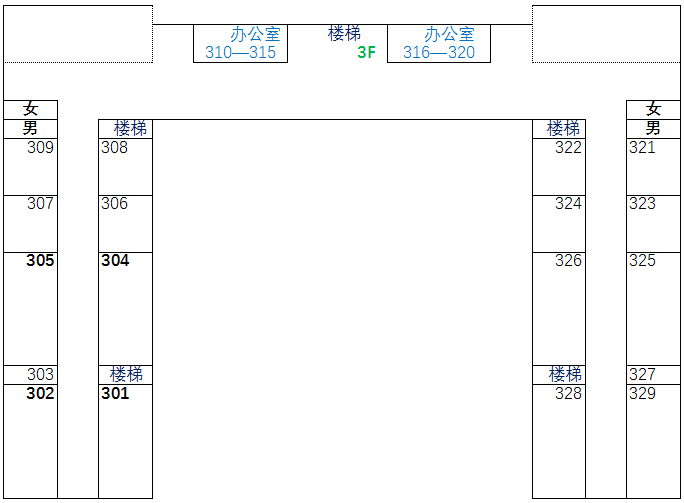 办公室 楼梯 办公室
310—315 3F 316—320
女 女
男 楼梯 楼梯 男
309 308 322 321
307 306 324 323
305 304 326 325
303 楼梯 楼梯 327
302 301 328 329